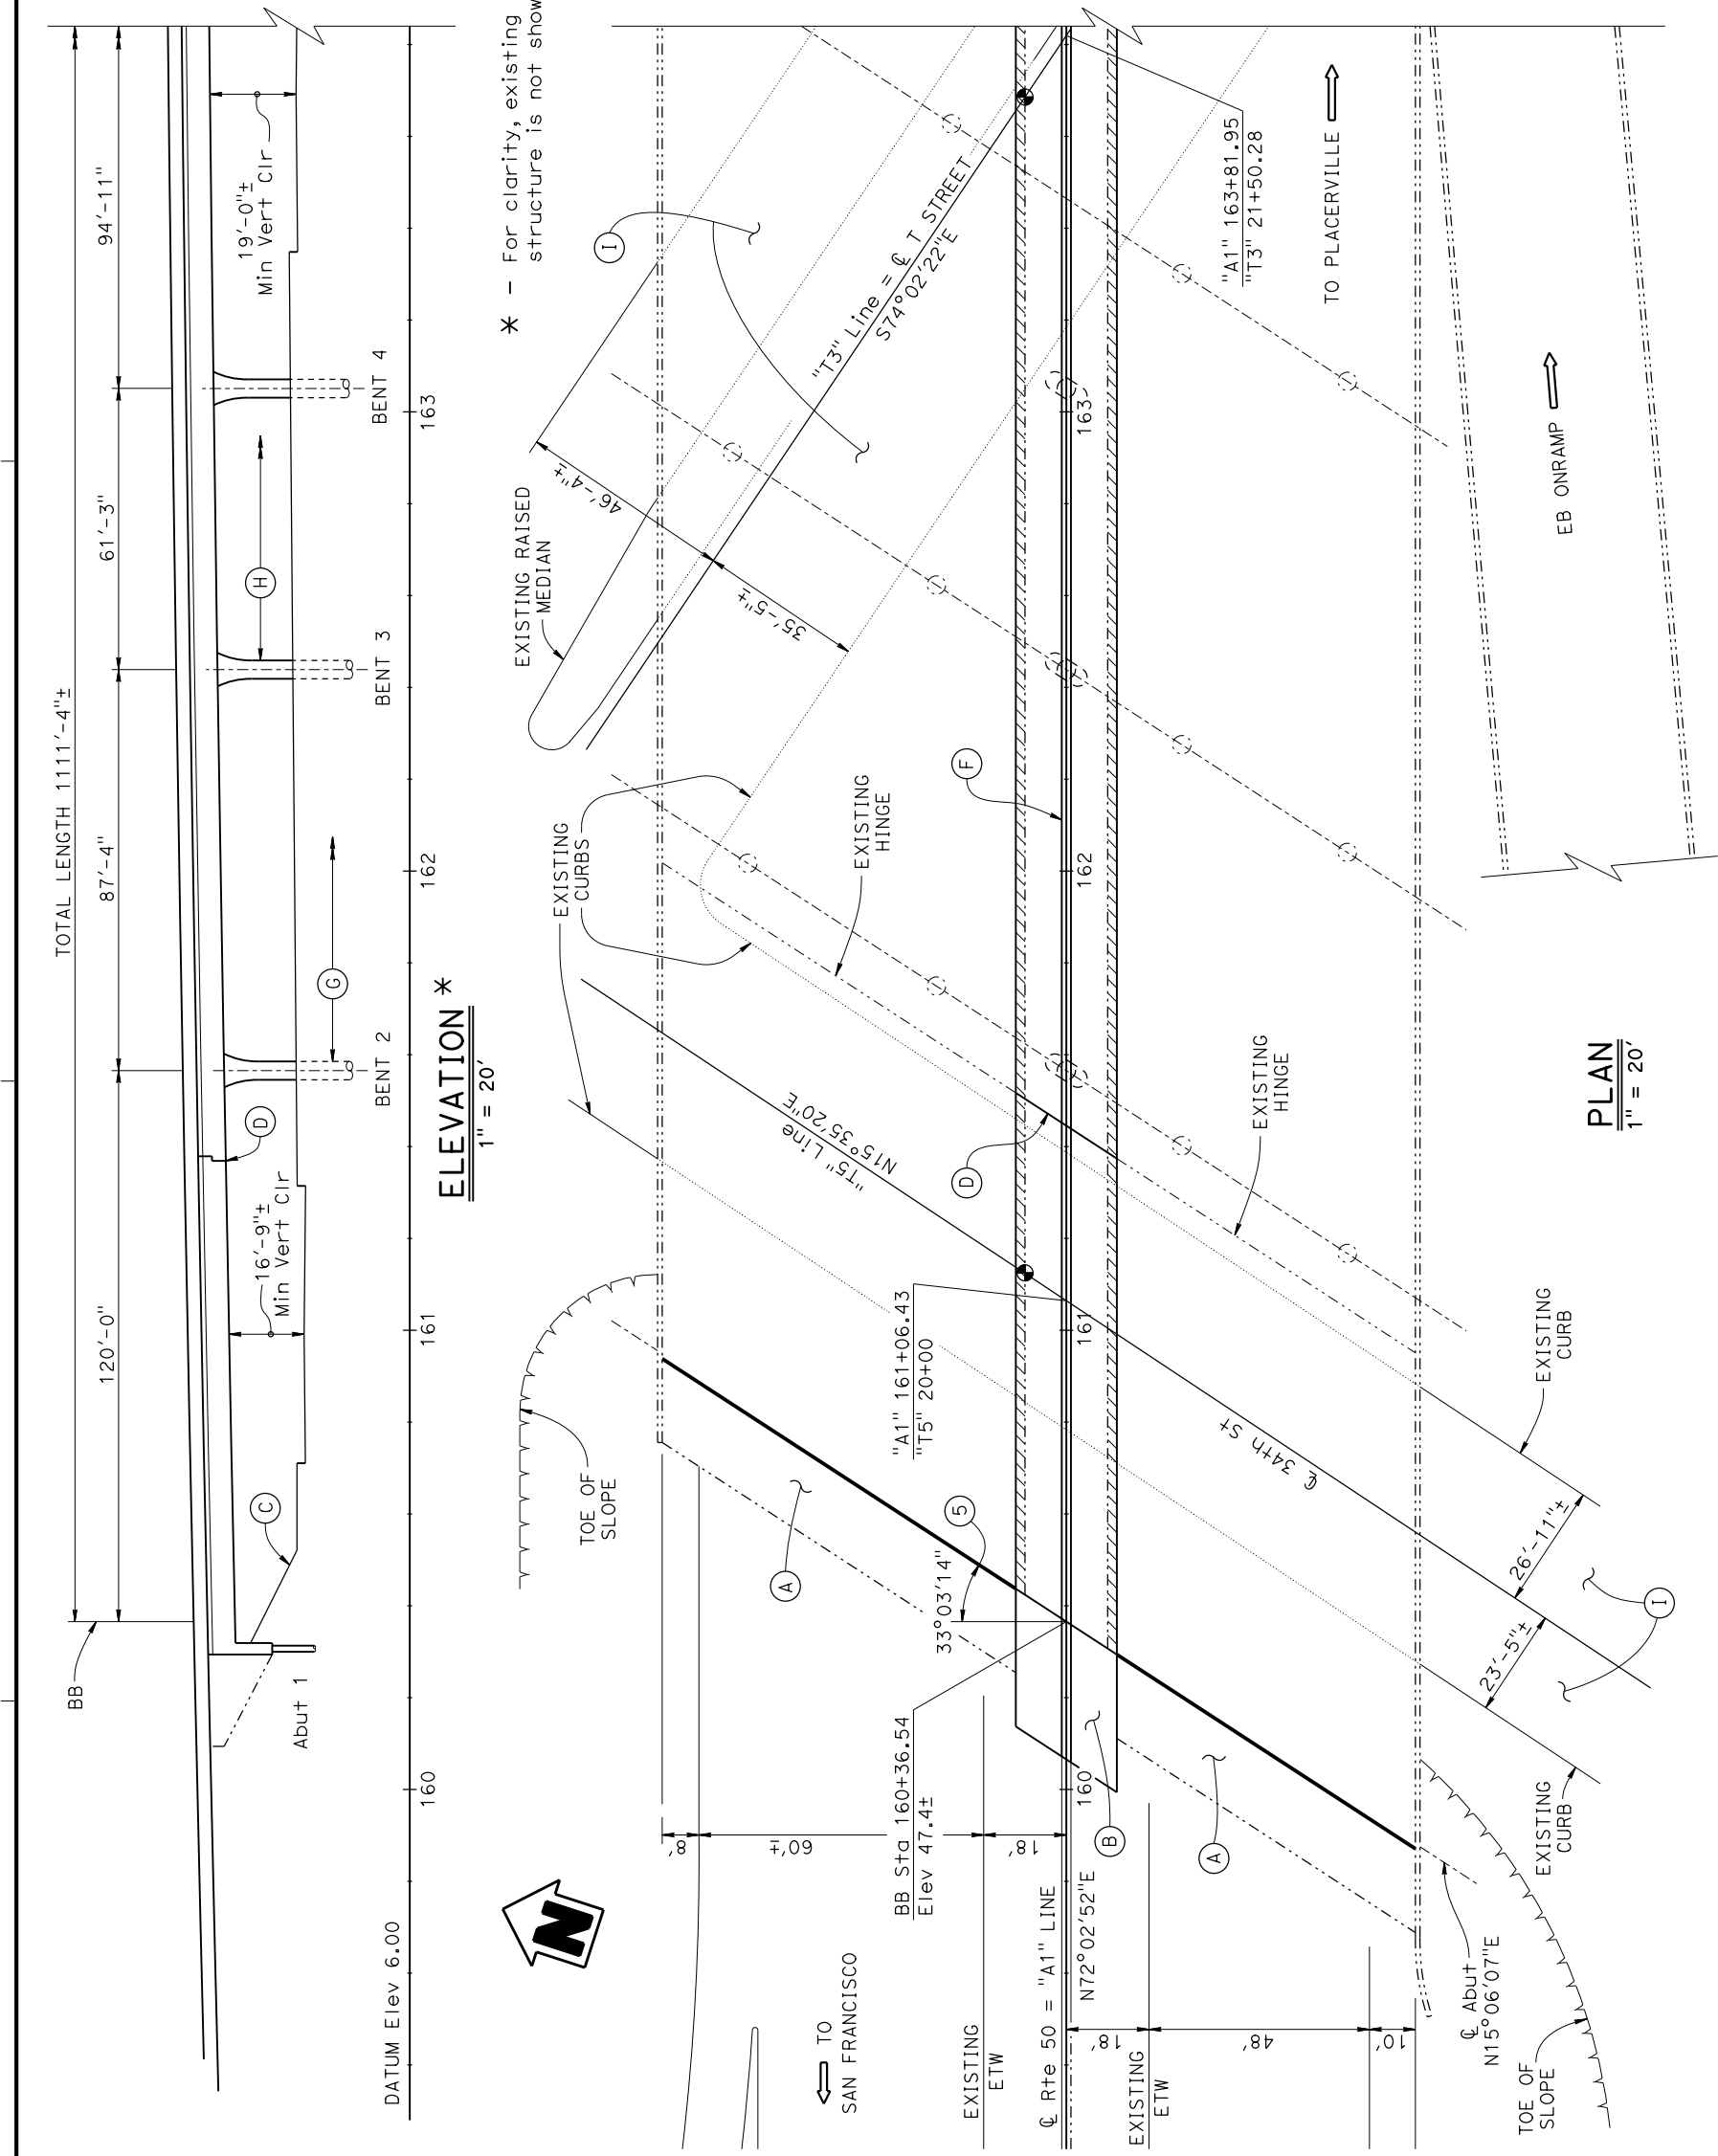 TOTAL LENGTH 1111'-4"±
BB
120'-0"
87'-4"
61'-3"
94'-11"
16'-9"±
Min Vert Clr
19'-0"±
Min Vert Clr
C
D
G
H
Abut 1
BENT 2
BENT 3
BENT 4
DATUM Elev 6.00
160
161
162
163
ELEVATION *
1" = 20'
* - For clarity, existing
structure is not show
N
TOE OF
SLOPE
EXISTING
CURBS
EXISTING RAISED
MEDIAN
I
46'-4"±
35'-5"±
"T3" Line = ℄ T STREET
S74°02'22"E
"T5" Line
N15°35'20"E
EXISTING
HINGE
A
8'
60'±
18'
33°03'14"
5
"A1" 161+06.43
"T5" 20+00
D
F
BB Sta 160+36.54
Elev 47.4±
TO
SAN FRANCISCO
EXISTING
ETW
℄ Rte 50 = "A1" LINE
N72°02'52"E
160
161
162
163
B
A
18'
48'
10'
EXISTING
ETW
"A1" 163+81.95
"T3" 21+50.28
TO PLACERVILLE
EXISTING
HINGE
℄ 34th St
℄ Abut
N15°06'07"E
TOE OF
SLOPE
EXISTING
CURB
23'-5"±
26'-11"±
I
EXISTING
CURB
EB ONRAMP
PLAN
1" = 20'